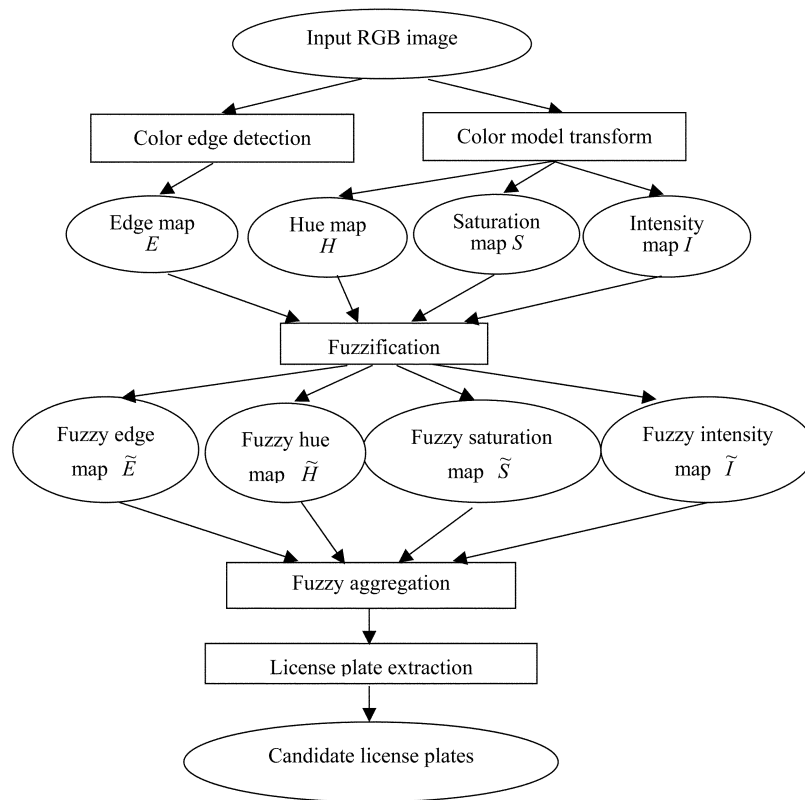 Input RGB image
Color edge detection
Color model transform
Edge map
E
Hue map
H
Saturation
map S
Intensity
map I
Fuzzification
Fuzzy edge
map Ẽ
Fuzzy hue
map H̃
Fuzzy saturation
map S̃
Fuzzy intensity
map Ĩ
Fuzzy aggregation
License plate extraction
Candidate license plates